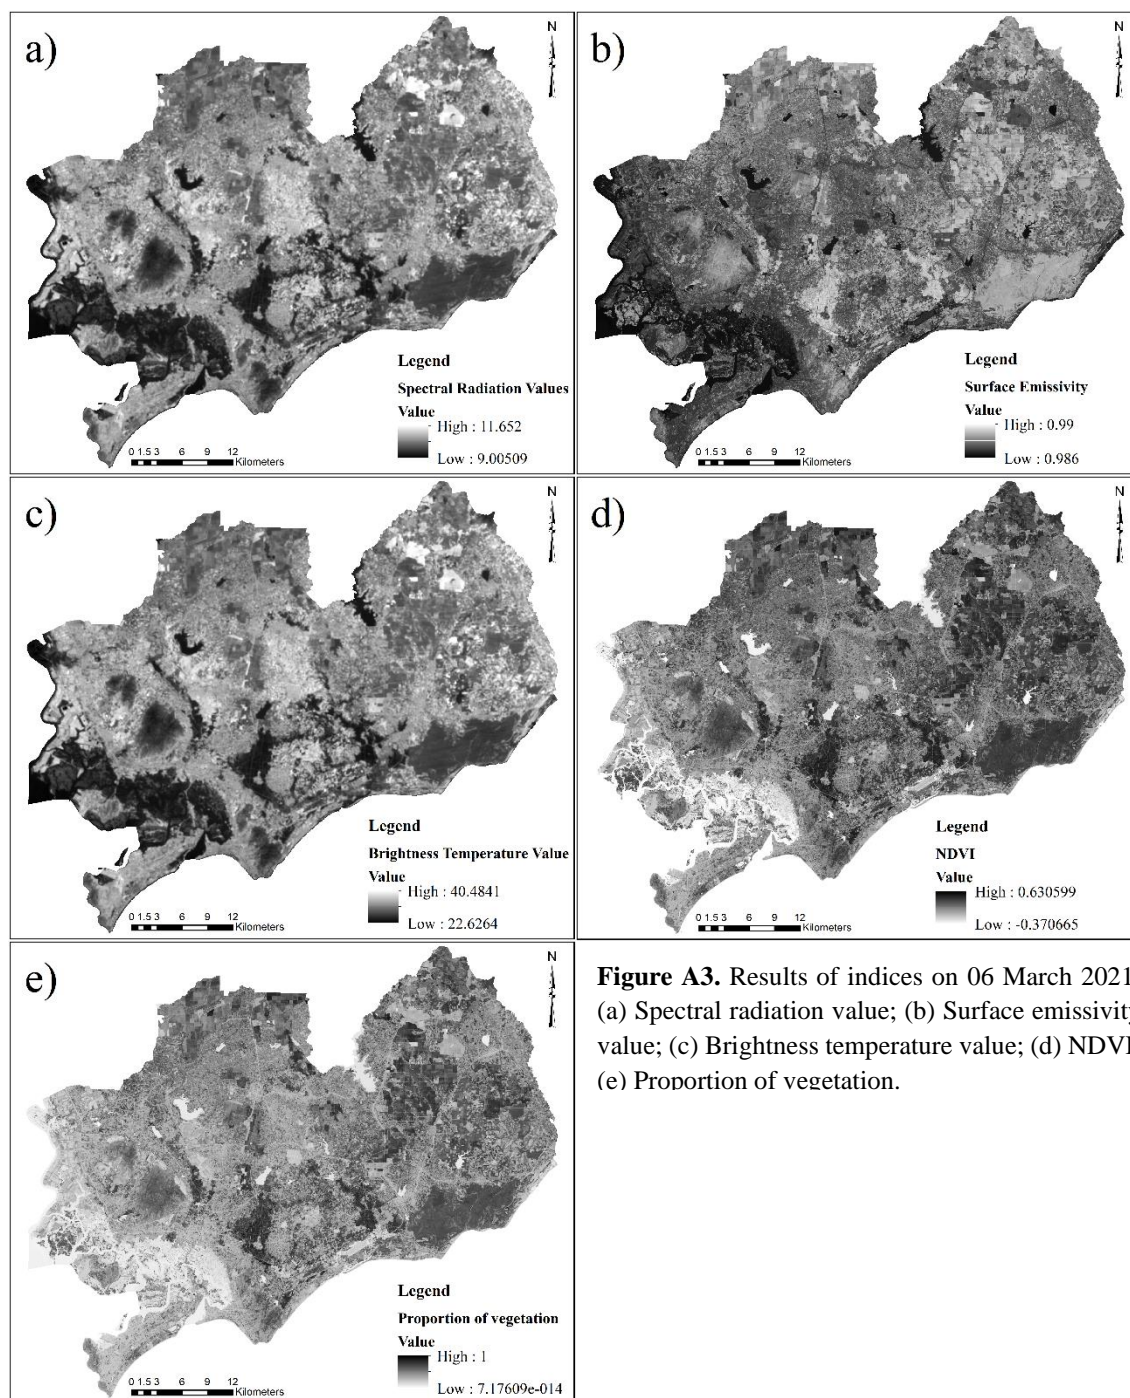 a)
N
Legend
Spectral Radiation Values
Value
High : 11.652
Low : 9.00509
0 1.5 3 6 9 12
Kilometers
b)
N
Legend
Surface Emissivity
Value
High : 0.99
Low : 0.986
0 1.5 3 6 9 12
Kilometers
c)
N
Legend
Brightness Temperature Value
Value
High : 40.4841
Low : 22.6264
0 1.5 3 6 9 12
Kilometers
d)
N
Legend
NDVI
Value
High : 0.630599
Low : -0.370665
0 1.5 3 6 9 12
Kilometers
e)
N
Legend
Proportion of vegetation
Value
High : 1
Low : 7.17609e-014
0 1.5 3 6 9 12
Kilometers
Figure A3. Results of indices on 06 March 2021
(a) Spectral radiation value; (b) Surface emissivity
value; (c) Brightness temperature value; (d) NDVI
(e) Proportion of vegetation.